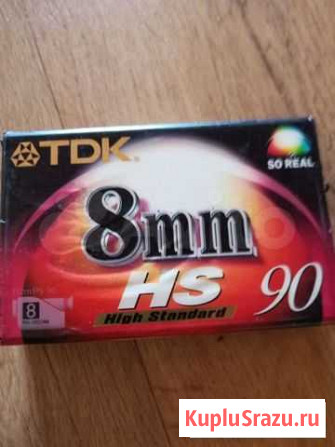 TDK
SO REAL
8mm
HS 90
High Standard
8
KupluSrazu.ru